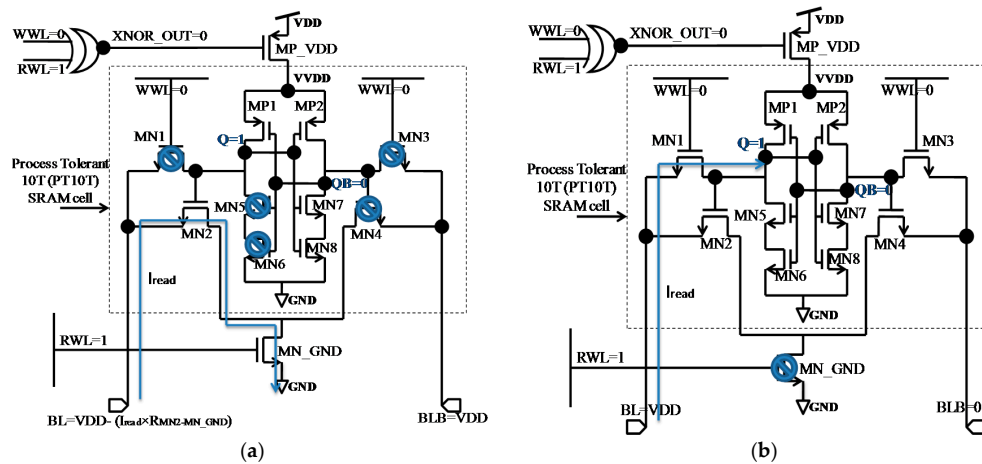 WWL=0
RWL=1
XNOR_OUT=0
VDD
MP_VDD
VVDD
WWL=0
WWL=0
MP1
MP2
MN1
Q=1
MN3
Process Tolerant
10T (PT10T)
SRAM cell
QB=0
MN5
MN7
MN2
MN4
MN6
MN8
Iread
GND
RWL=1
MN_GND
GND
BL=VDD- (Iread×RMN2-MN_GND)
BLB=VDD
(a)
WWL=0
RWL=1
XNOR_OUT=0
VDD
MP_VDD
VVDD
WWL=0
WWL=0
MP1
MP2
MN1
Q=1
MN3
Process Tolerant
10T (PT10T)
SRAM cell
QB=0
MN5
MN7
MN2
MN4
MN6
MN8
Iread
GND
RWL=1
MN_GND
GND
BL=VDD
BLB=0
(b)